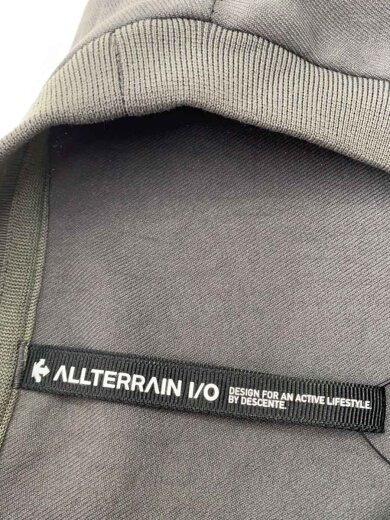 ALLTERRAIN I/O
DESIGN FOR AN ACTIVE LIFESTYLE.
BY DESCENTE.